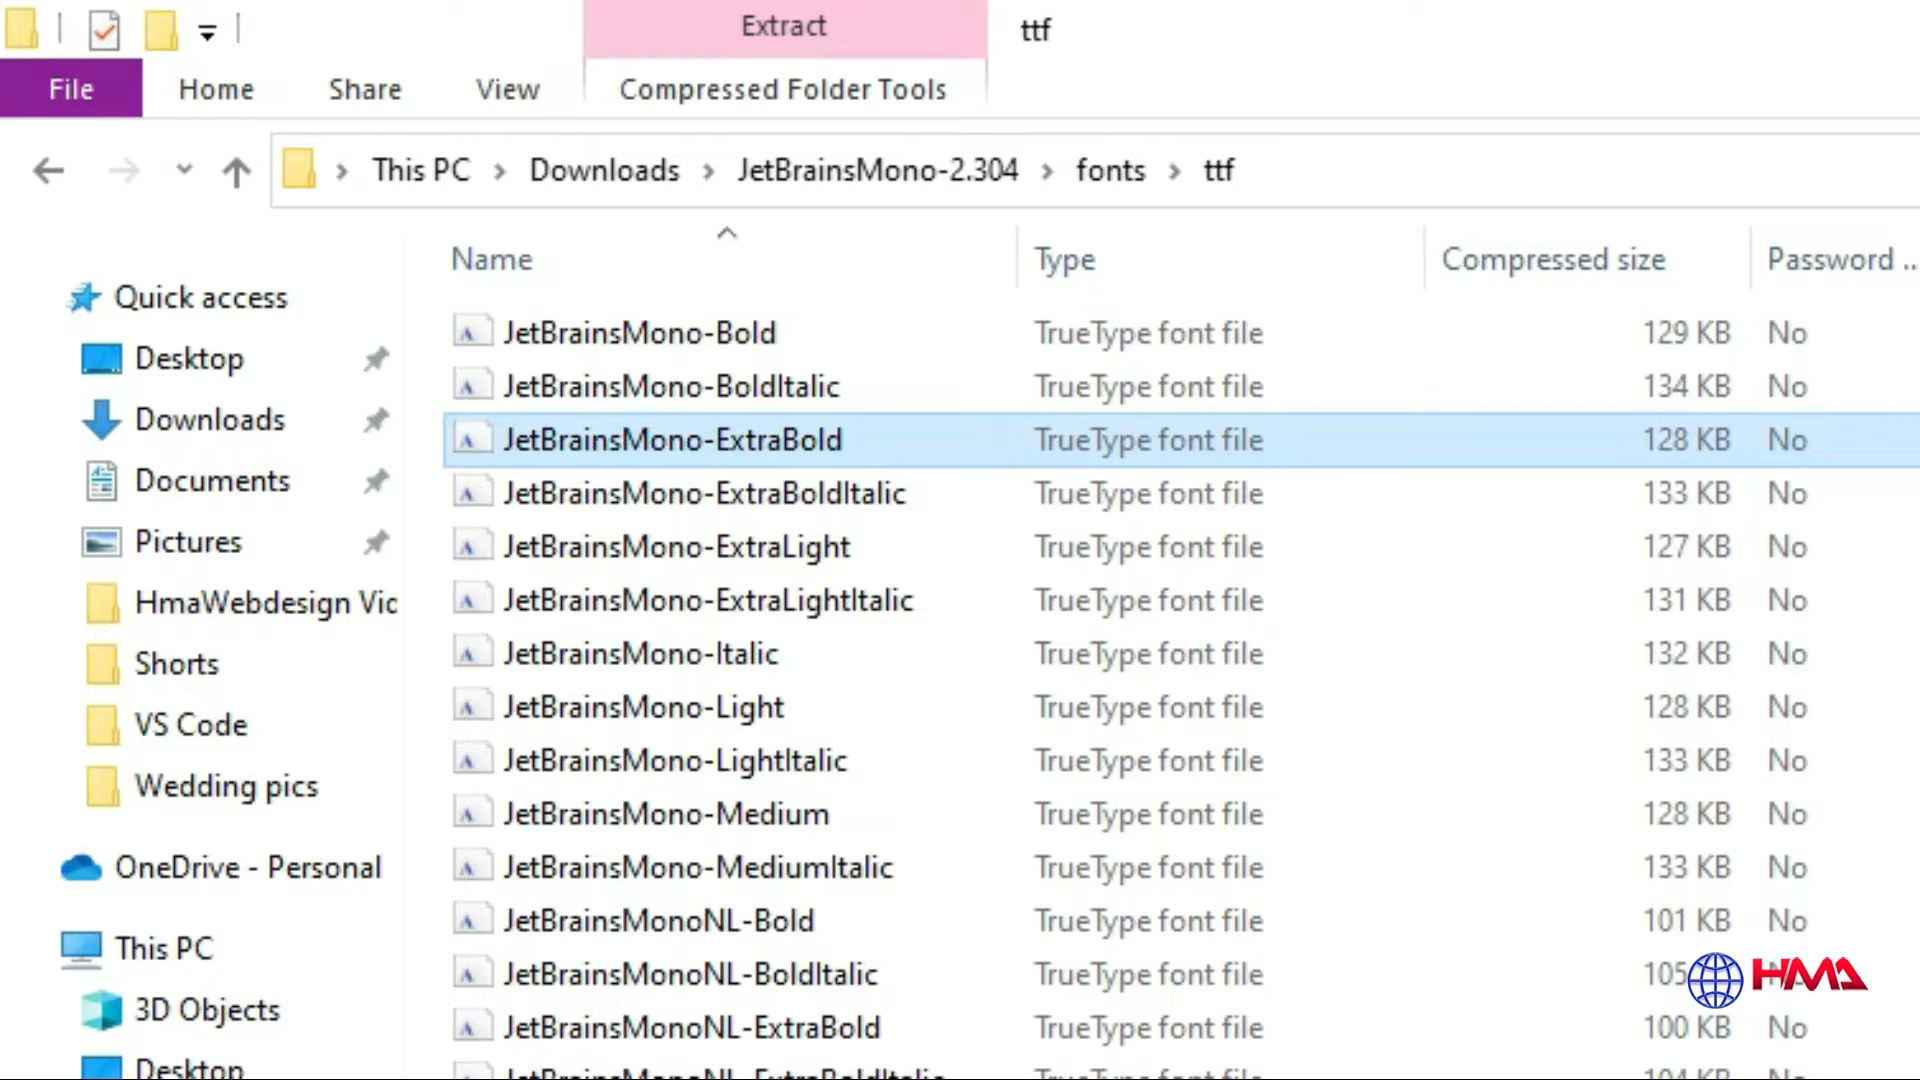 Extract
ttf
File Home Share View Compressed Folder Tools
This PC Downloads JetBrainsMono-2.304 fonts ttf
Name Type Compressed size Password ..
Quick access
Desktop
Downloads
Documents
Pictures
HmaWebdesign Vic
Shorts
VS Code
Wedding pics
OneDrive - Personal
This PC
3D Objects
Desktop
JetBrainsMono-Bold TrueType font file 129 KB No
JetBrainsMono-BoldItalic TrueType font file 134 KB No
JetBrainsMono-ExtraBold TrueType font file 128 KB No
JetBrainsMono-ExtraBoldItalic TrueType font file 133 KB No
JetBrainsMono-ExtraLight TrueType font file 127 KB No
JetBrainsMono-ExtraLightItalic TrueType font file 131 KB No
JetBrainsMono-Italic TrueType font file 132 KB No
JetBrainsMono-Light TrueType font file 128 KB No
JetBrainsMono-LightItalic TrueType font file 133 KB No
JetBrainsMono-Medium TrueType font file 128 KB No
JetBrainsMono-MediumItalic TrueType font file 133 KB No
JetBrainsMonoNL-Bold TrueType font file 101 KB No
JetBrainsMonoNL-BoldItalic TrueType font file 105
JetBrainsMonoNL-ExtraBold TrueType font file 100 KB No
JetBrainsMonoNL-ExtraBoldItalic TrueType font file 104 KB No
HMA